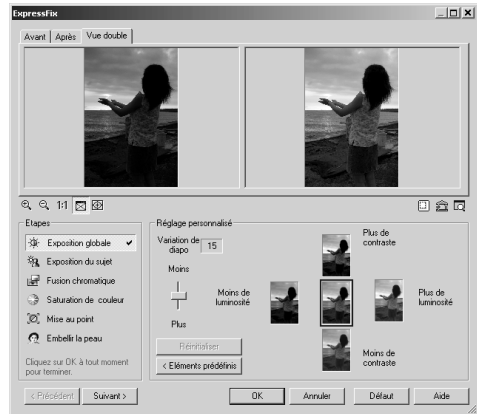 ExpressFix
Avant Après Vue double
1:1
Etapes
Exposition globale
Exposition du sujet
Fusion chromatique
Saturation de couleur
Mise au point
Embellir la peau
Cliquez sur OK à tout moment
pour terminer.
Réglage personnalisé
Variation de
diapo
15
Moins
Plus
Réinitialiser
< Eléments prédéfinis
Plus de
contraste
Moins de
luminosité
Plus de
luminosité
Moins de
contraste
< Précédent Suivant > OK Annuler Défaut Aide